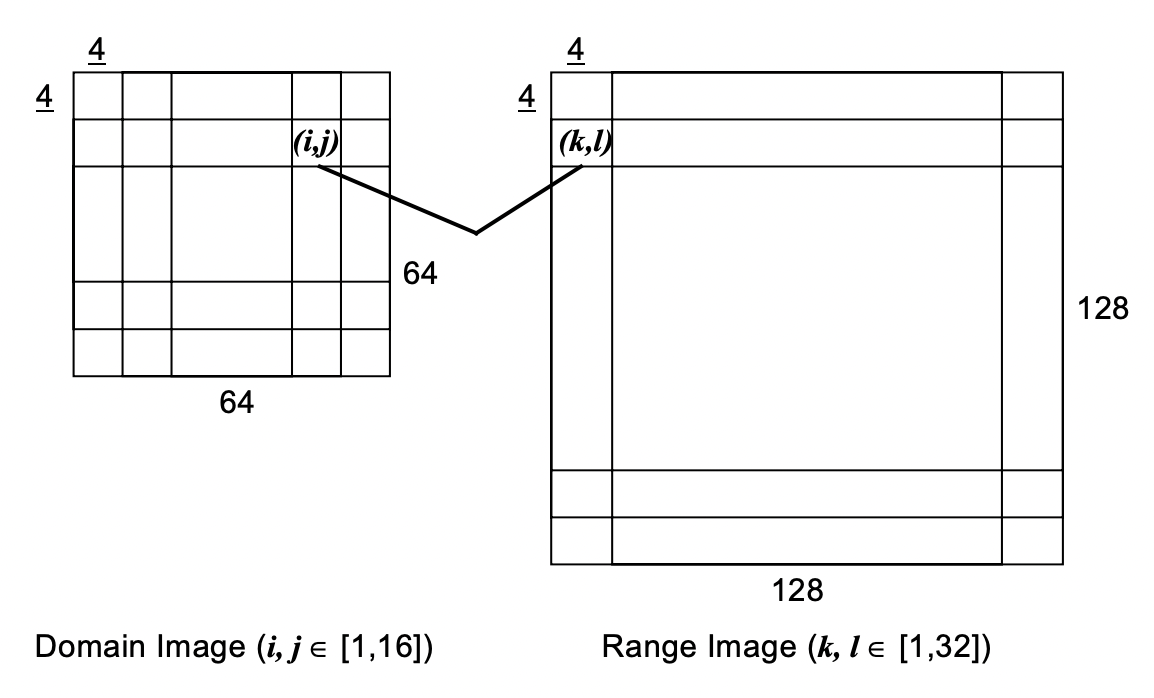 4
4
4
4
(i,j)
(k,l)
64
128
64
128
Domain Image (i, j ∈ [1,16])
Range Image (k, l ∈ [1,32])